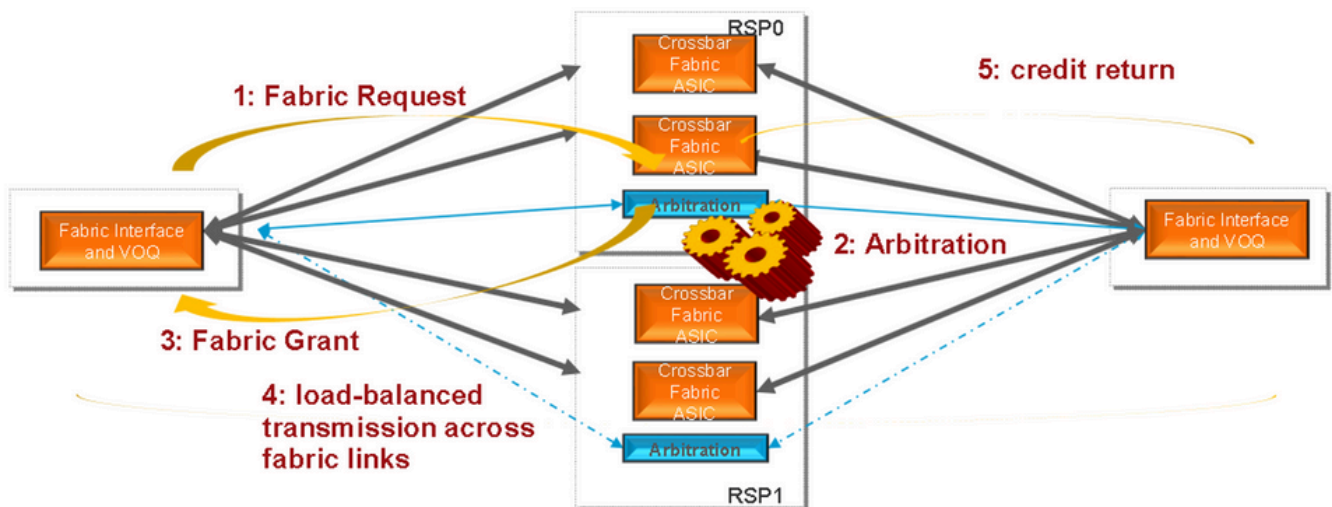 RSP0
Crossbar
Fabric
ASIC
5: credit return
1: Fabric Request
Crossbar
Fabric
ASIC
Arbitration
Fabric Interface
and VOQ
Fabric Interface
and VOQ
2: Arbitration
Crossbar
Fabric
ASIC
3: Fabric Grant
Crossbar
Fabric
ASIC
4: load-balanced
transmission across
fabric links
Arbitration
RSP1